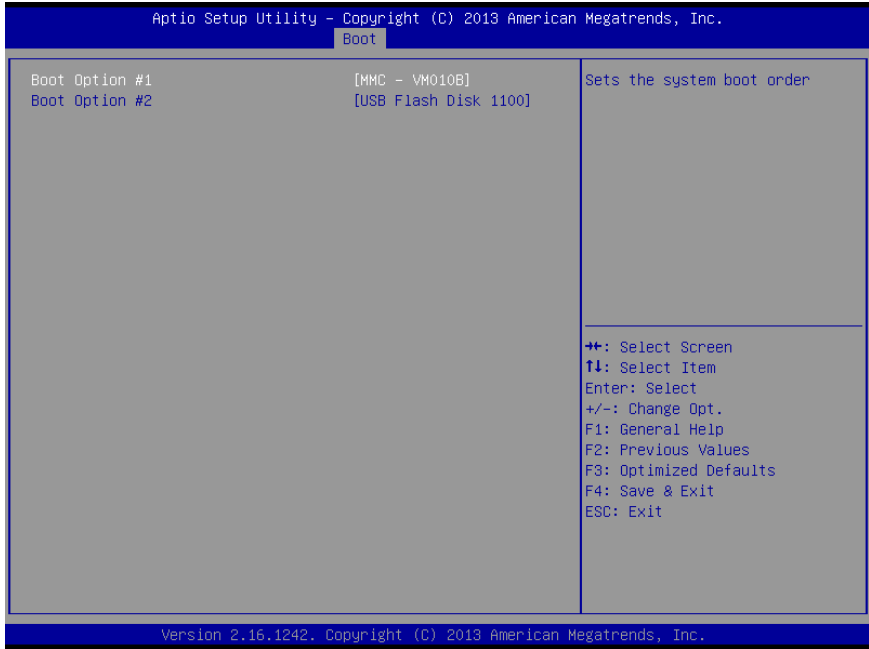 Aptio Setup Utility – Copyright (C) 2013 American Megatrends, Inc.
Boot
Boot Option #1 [MMC – VM010B]
Boot Option #2 [USB Flash Disk 1100]
Sets the system boot order
→←: Select Screen
↑↓: Select Item
Enter: Select
+/-: Change Opt.
F1: General Help
F2: Previous Values
F3: Optimized Defaults
F4: Save & Exit
ESC: Exit
Version 2.16.1242. Copyright (C) 2013 American Megatrends, Inc.